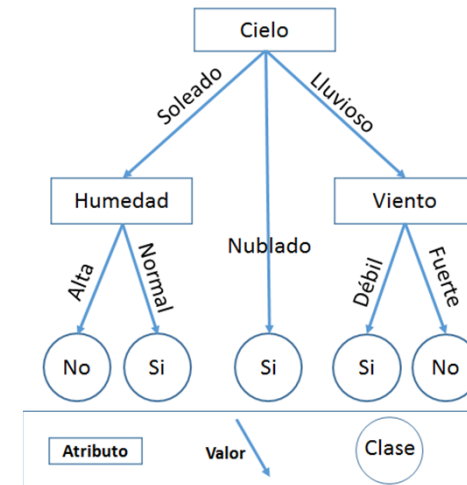 Cielo
Soleado
Lluvioso
Humedad
Viento
Nublado
Alta
Normal
Débil
Fuerte
No
Si
Si
Si
No
Atributo
Valor
Clase